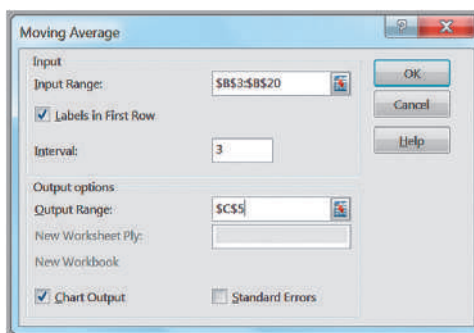 Moving Average
Input
Input Range: $B$3:$B$20
Labels in First Row
Interval: 3
Output options
Output Range: $C$5
New Worksheet Ply:
New Workbook
Chart Output Standard Errors
OK
Cancel
Help